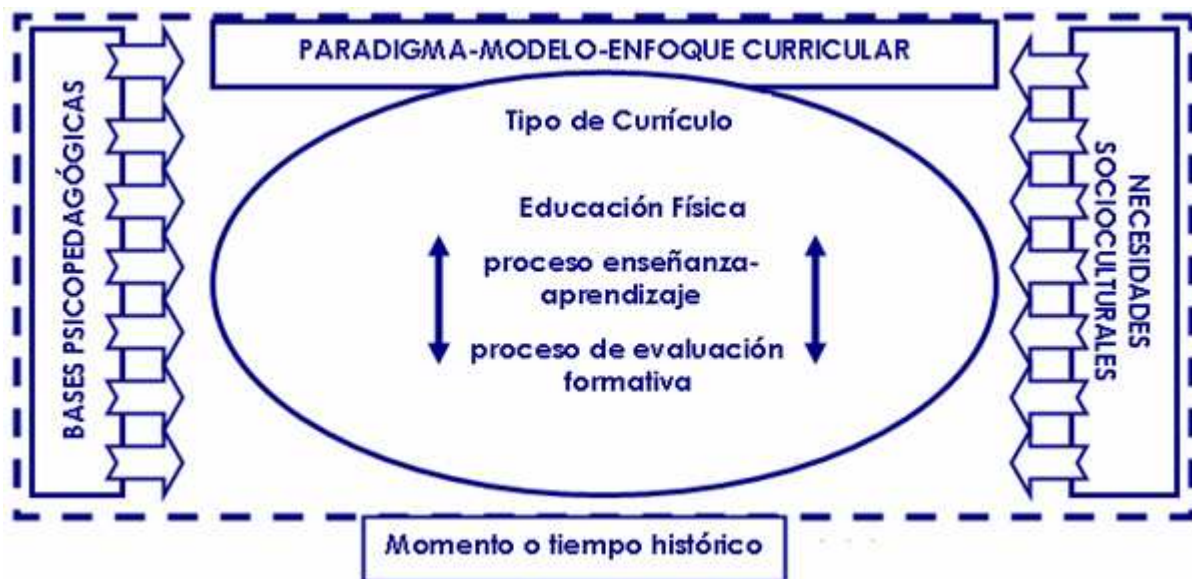 PARADIGMA-MODELO-ENFOQUE CURRICULAR
BASES PSICOPEDAGÓGICAS
Tipo de Currículo
Educación Física
proceso enseñanza-
aprendizaje
proceso de evaluación
formativa
NECESIDADES
SOCIOCULTURALES
Momento o tiempo histórico